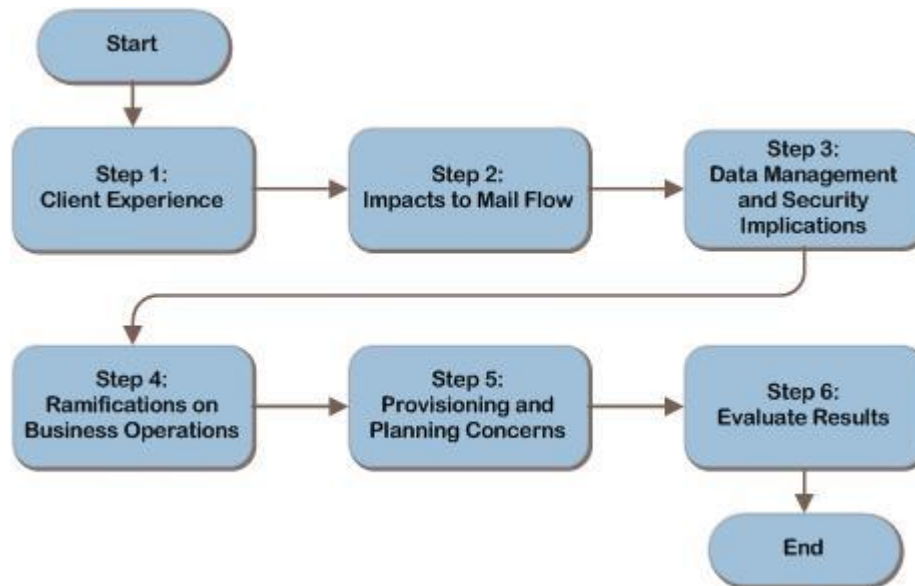 Start
Step 1:
Client Experience
Step 2:
Impacts to Mail Flow
Step 3:
Data Management
and Security
Implications
Step 4:
Ramifications on
Business Operations
Step 5:
Provisioning and
Planning Concerns
Step 6:
Evaluate Results
End